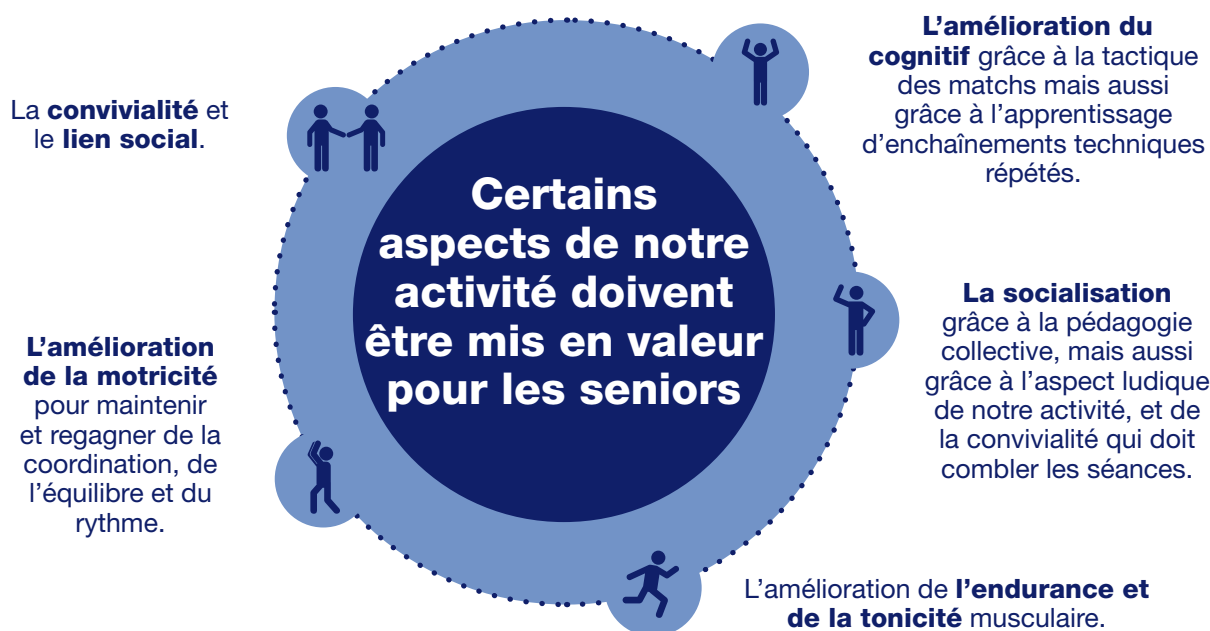 Certains
aspects de notre
activité doivent
être mis en valeur
pour les seniors
L’amélioration du
cognitif grâce à la tactique
des matchs mais aussi
grâce à l’apprentissage
d’enchaînements techniques
répétés.
La socialisation
grâce à la pédagogie
collective, mais aussi
grâce à l’aspect ludique
de notre activité, et de
la convivialité qui doit
combler les séances.
L’amélioration de l’endurance et
de la tonicité musculaire.
L’amélioration
de la motricité
pour maintenir
et regagner de la
coordination, de
l’équilibre et du
rythme.
La convivialité et
le lien social.